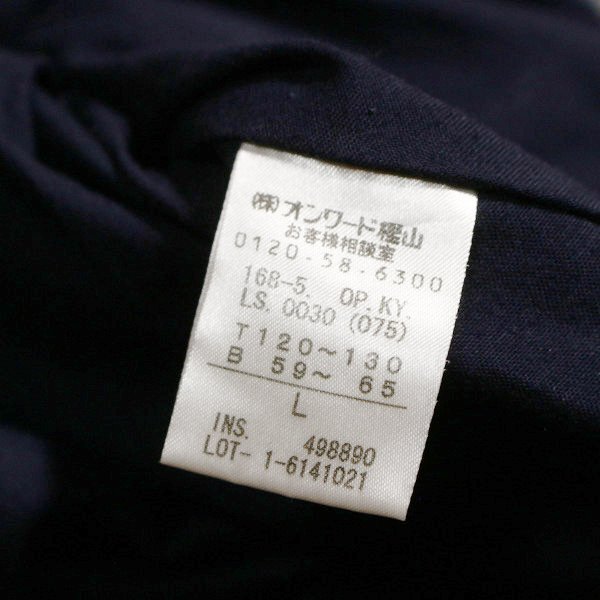 (株)オンワード樫山
お客様相談室
0120-58-6300
168-5. OP.KY.
LS.0030(075)
T 120～130
B 59～ 65
L
INS. 498890
LOT- 1-6141021